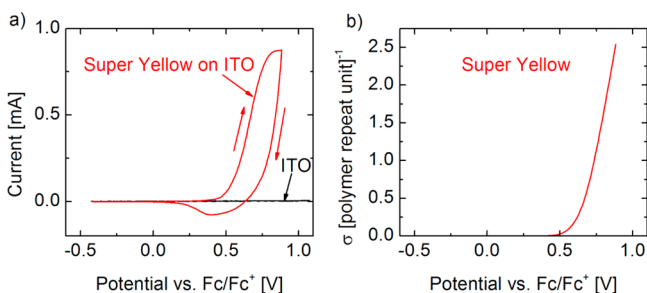 a)
Current [mA]
1.0
0.5
0.0
Super Yellow on ITO
ITO
-0.5 0.0 0.5 1.0
Potential vs. Fc/Fc⁺ [V]
b)
σ [polymer repeat unit]⁻¹
2.5
2.0
1.5
1.0
0.5
0.0
Super Yellow
-0.5 0.0 0.5 1.0
Potential vs. Fc/Fc⁺ [V]